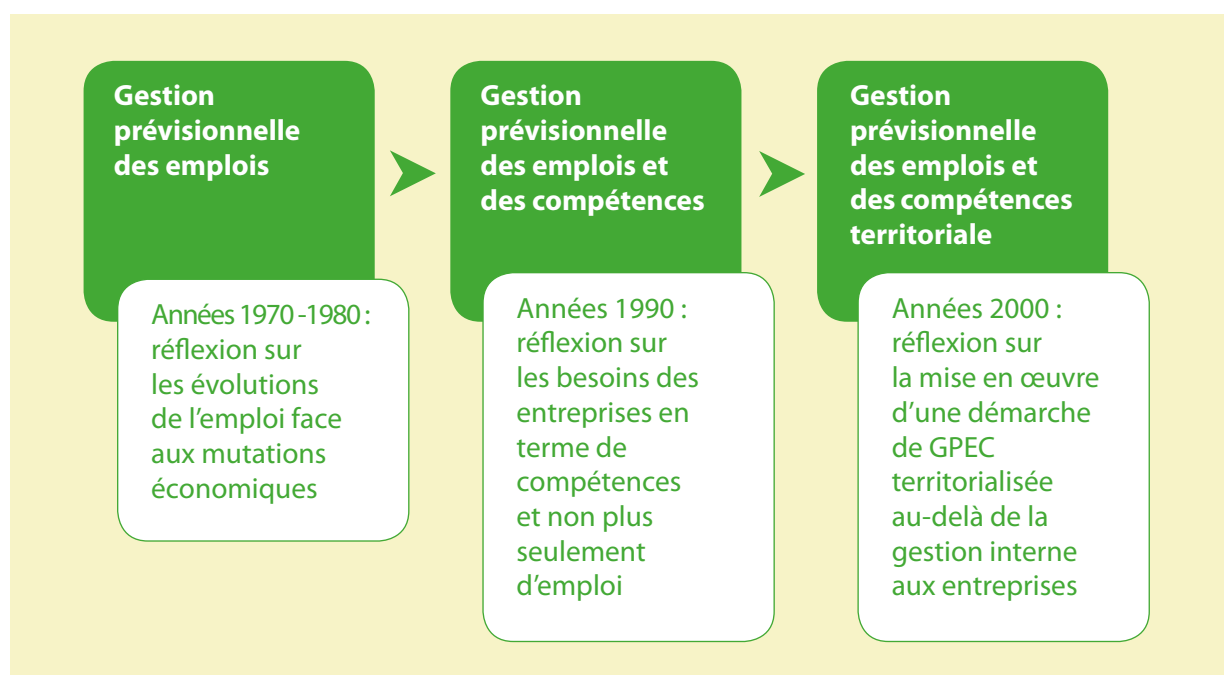 Gestion
prévisionnelle
des emplois
Années 1970 -1980 :
réflexion sur
les évolutions
de l'emploi face
aux mutations
économiques
Gestion
prévisionnelle
des emplois et
des compétences
Années 1990 :
réflexion sur
les besoins des
entreprises en
terme de
compétences
et non plus
seulement
d'emploi
Gestion
prévisionnelle
des emplois et
des compétences
territoriale
Années 2000 :
réflexion sur
la mise en œuvre
d'une démarche
de GPEC
territorialisée
au-delà de la
gestion interne
aux entreprises